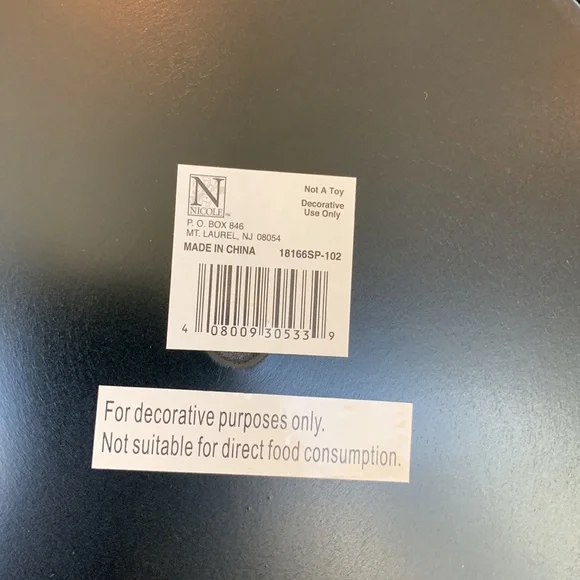 N
NICOLE™
Not A Toy
Decorative
Use Only
P. O. BOX 846
MT. LAUREL, NJ 08054
MADE IN CHINA 18166SP-102
4 08009 30533 9
For decorative purposes only.
Not suitable for direct food consumption.